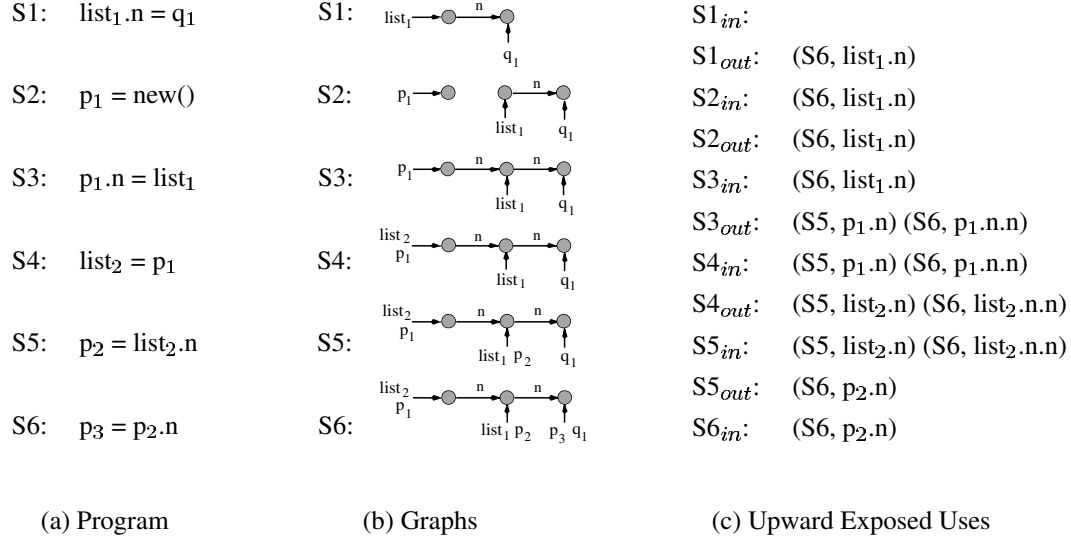 S1: list₁.n = q₁
S2: p₁ = new()
S3: p₁.n = list₁
S4: list₂ = p₁
S5: p₂ = list₂.n
S6: p₃ = p₂.n
(a) Program
S1: list₁ n q₁
S2: p₁ list₁ n q₁
S3: p₁ n list₁ n q₁
S4: list₂ p₁ n list₁ n q₁
S5: list₂ p₁ n list₁ p₂ n q₁
S6: list₂ p₁ n list₁ p₂ n p₃ q₁
(b) Graphs
S1in:
S1out: (S6, list₁.n)
S2in: (S6, list₁.n)
S2out: (S6, list₁.n)
S3in: (S6, list₁.n)
S3out: (S5, p₁.n) (S6, p₁.n.n)
S4in: (S5, p₁.n) (S6, p₁.n.n)
S4out: (S5, list₂.n) (S6, list₂.n.n)
S5in: (S5, list₂.n) (S6, list₂.n.n)
S5out: (S6, p₂.n)
S6in: (S6, p₂.n)
(c) Upward Exposed Uses